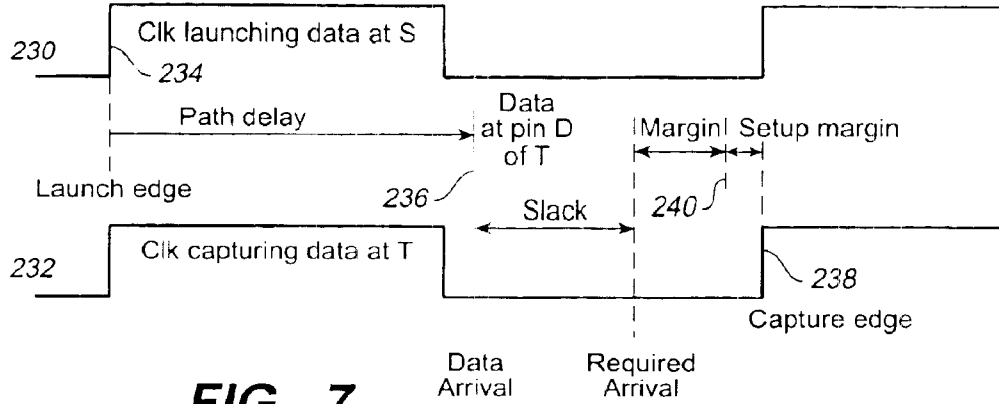 Clk launching data at S
230
234
Path delay
Data
at pin D
of T
Margin
Setup margin
Launch edge
236
Slack
240
232
Clk capturing data at T
238
Capture edge
Data
Arrival
Required
Arrival
FIG._7